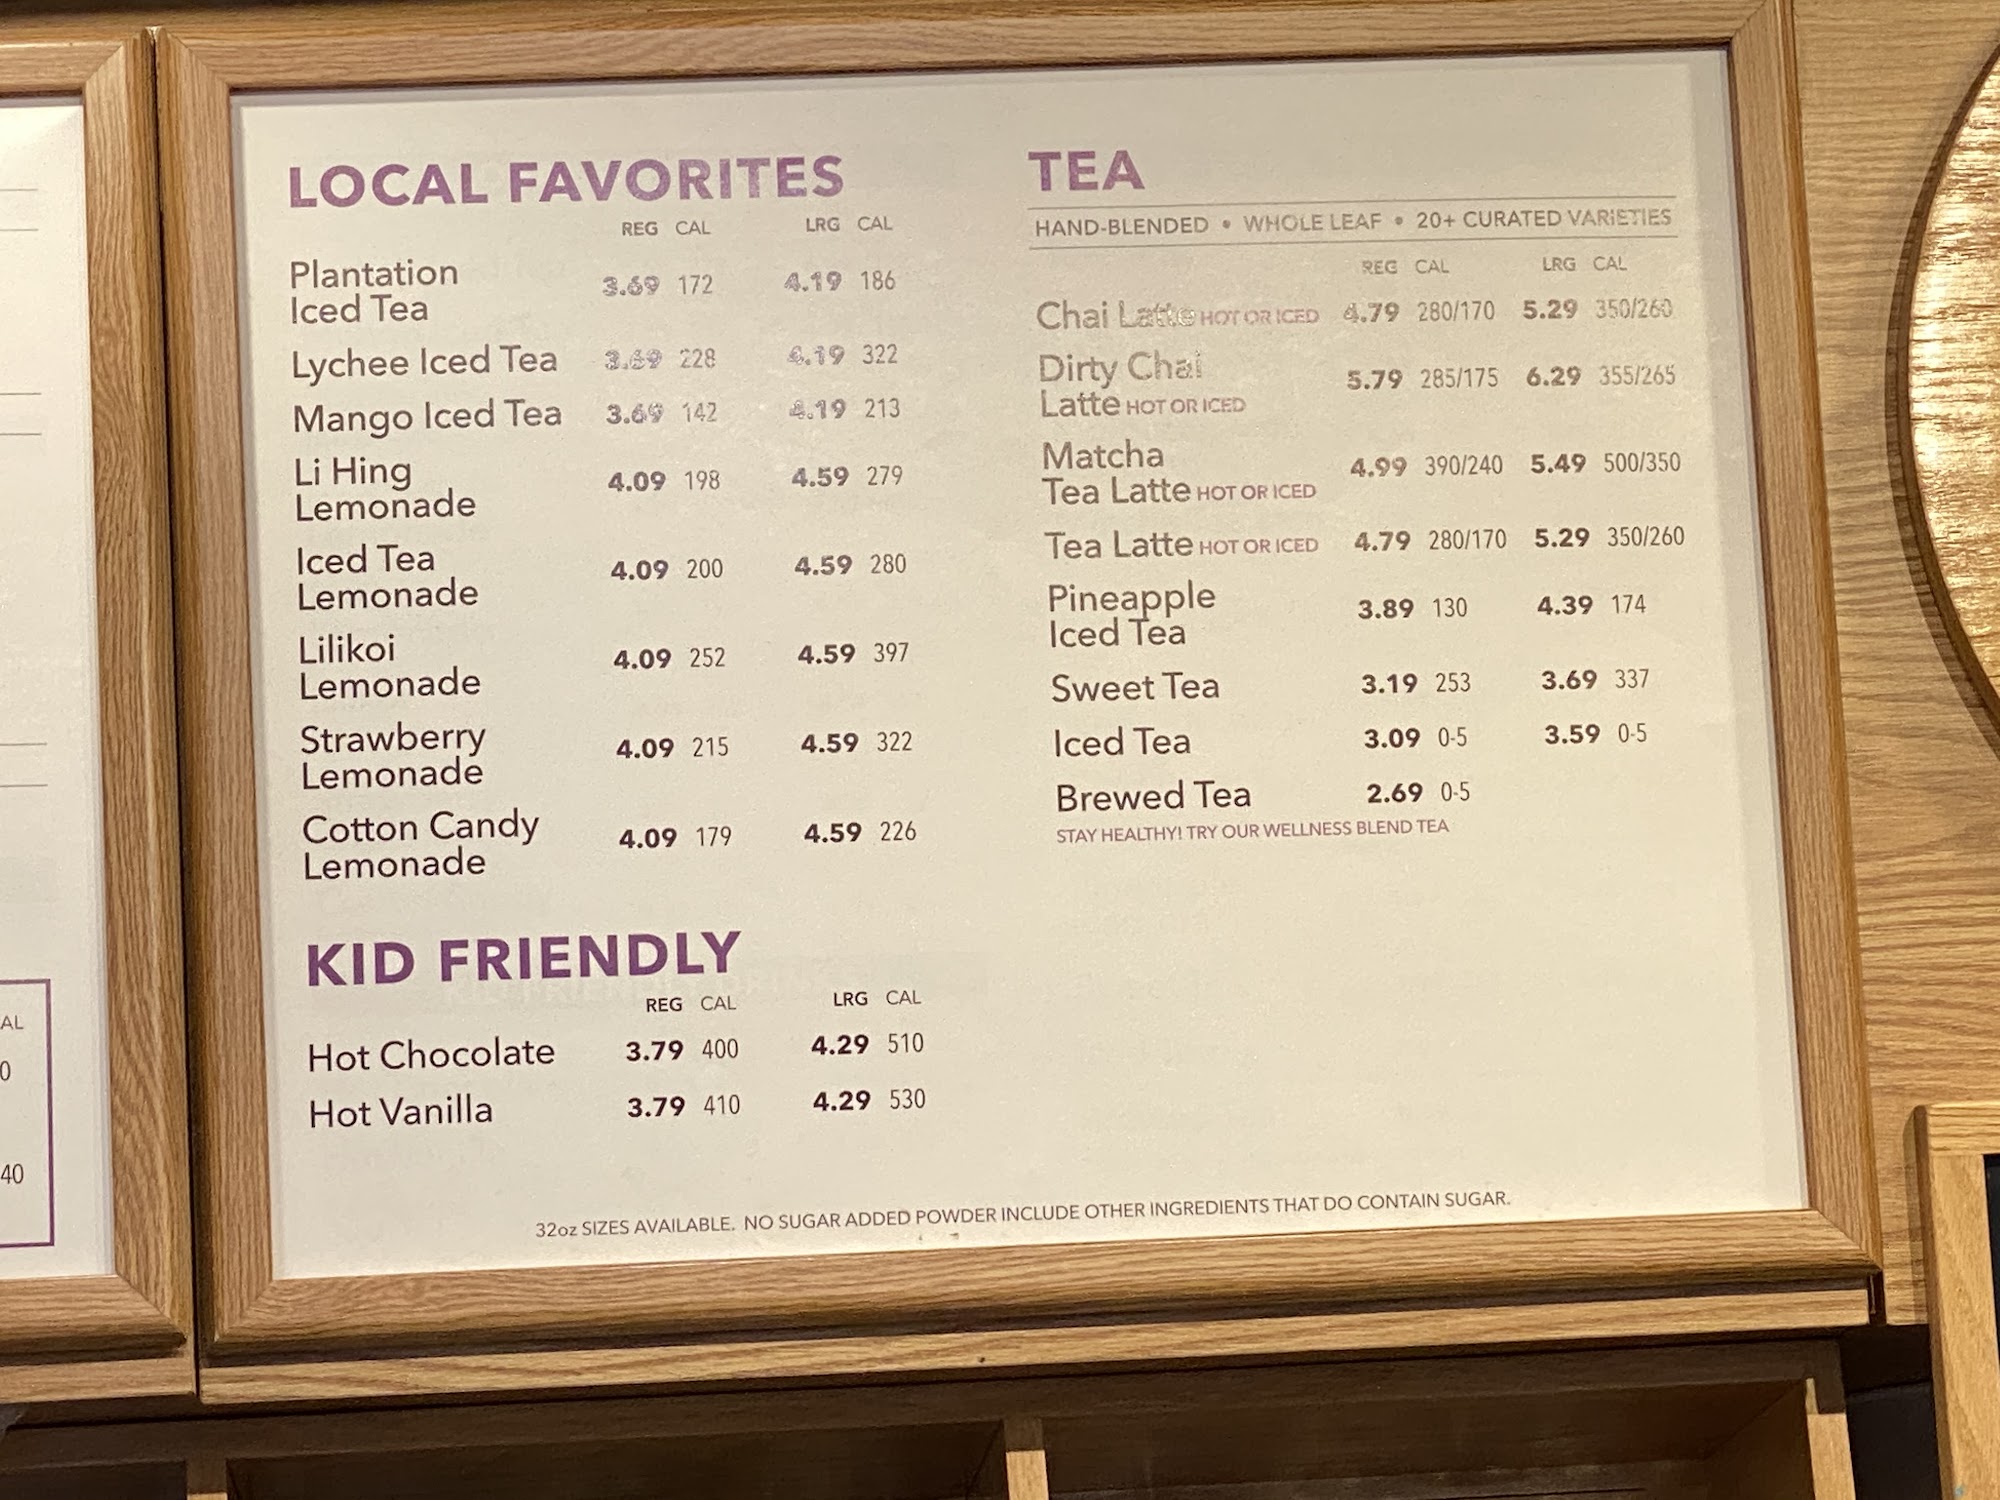 LOCAL FAVORITES
REG CAL LRG CAL
Plantation
Iced Tea 3.69 172 4.19 186
Lychee Iced Tea 3.69 228 4.19 322
Mango Iced Tea 3.69 142 4.19 213
Li Hing
Lemonade 4.09 198 4.59 279
Iced Tea
Lemonade 4.09 200 4.59 280
Lilikoi
Lemonade 4.09 252 4.59 397
Strawberry
Lemonade 4.09 215 4.59 322
Cotton Candy
Lemonade 4.09 179 4.59 226
KID FRIENDLY
REG CAL LRG CAL
Hot Chocolate 3.79 400 4.29 510
Hot Vanilla 3.79 410 4.29 530
TEA
HAND-BLENDED • WHOLE LEAF • 20+ CURATED VARIETIES
REG CAL LRG CAL
Chai Latte HOT OR ICED 4.79 280/170 5.29 350/260
Dirty Chai
Latte HOT OR ICED 5.79 285/175 6.29 355/265
Matcha
Tea Latte HOT OR ICED 4.99 390/240 5.49 500/350
Tea Latte HOT OR ICED 4.79 280/170 5.29 350/260
Pineapple
Iced Tea 3.89 130 4.39 174
Sweet Tea 3.19 253 3.69 337
Iced Tea 3.09 0-5 3.59 0-5
Brewed Tea 2.69 0-5
STAY HEALTHY! TRY OUR WELLNESS BLEND TEA
32oz SIZES AVAILABLE. NO SUGAR ADDED POWDER INCLUDE OTHER INGREDIENTS THAT DO CONTAIN SUGAR.